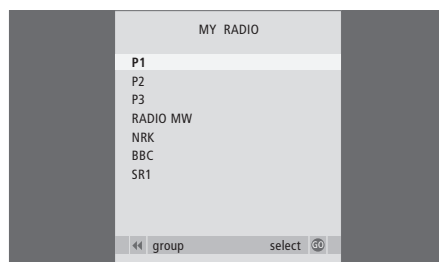 MY RADIO
P1
P2
P3
RADIO MW
NRK
BBC
SR1
group select GO